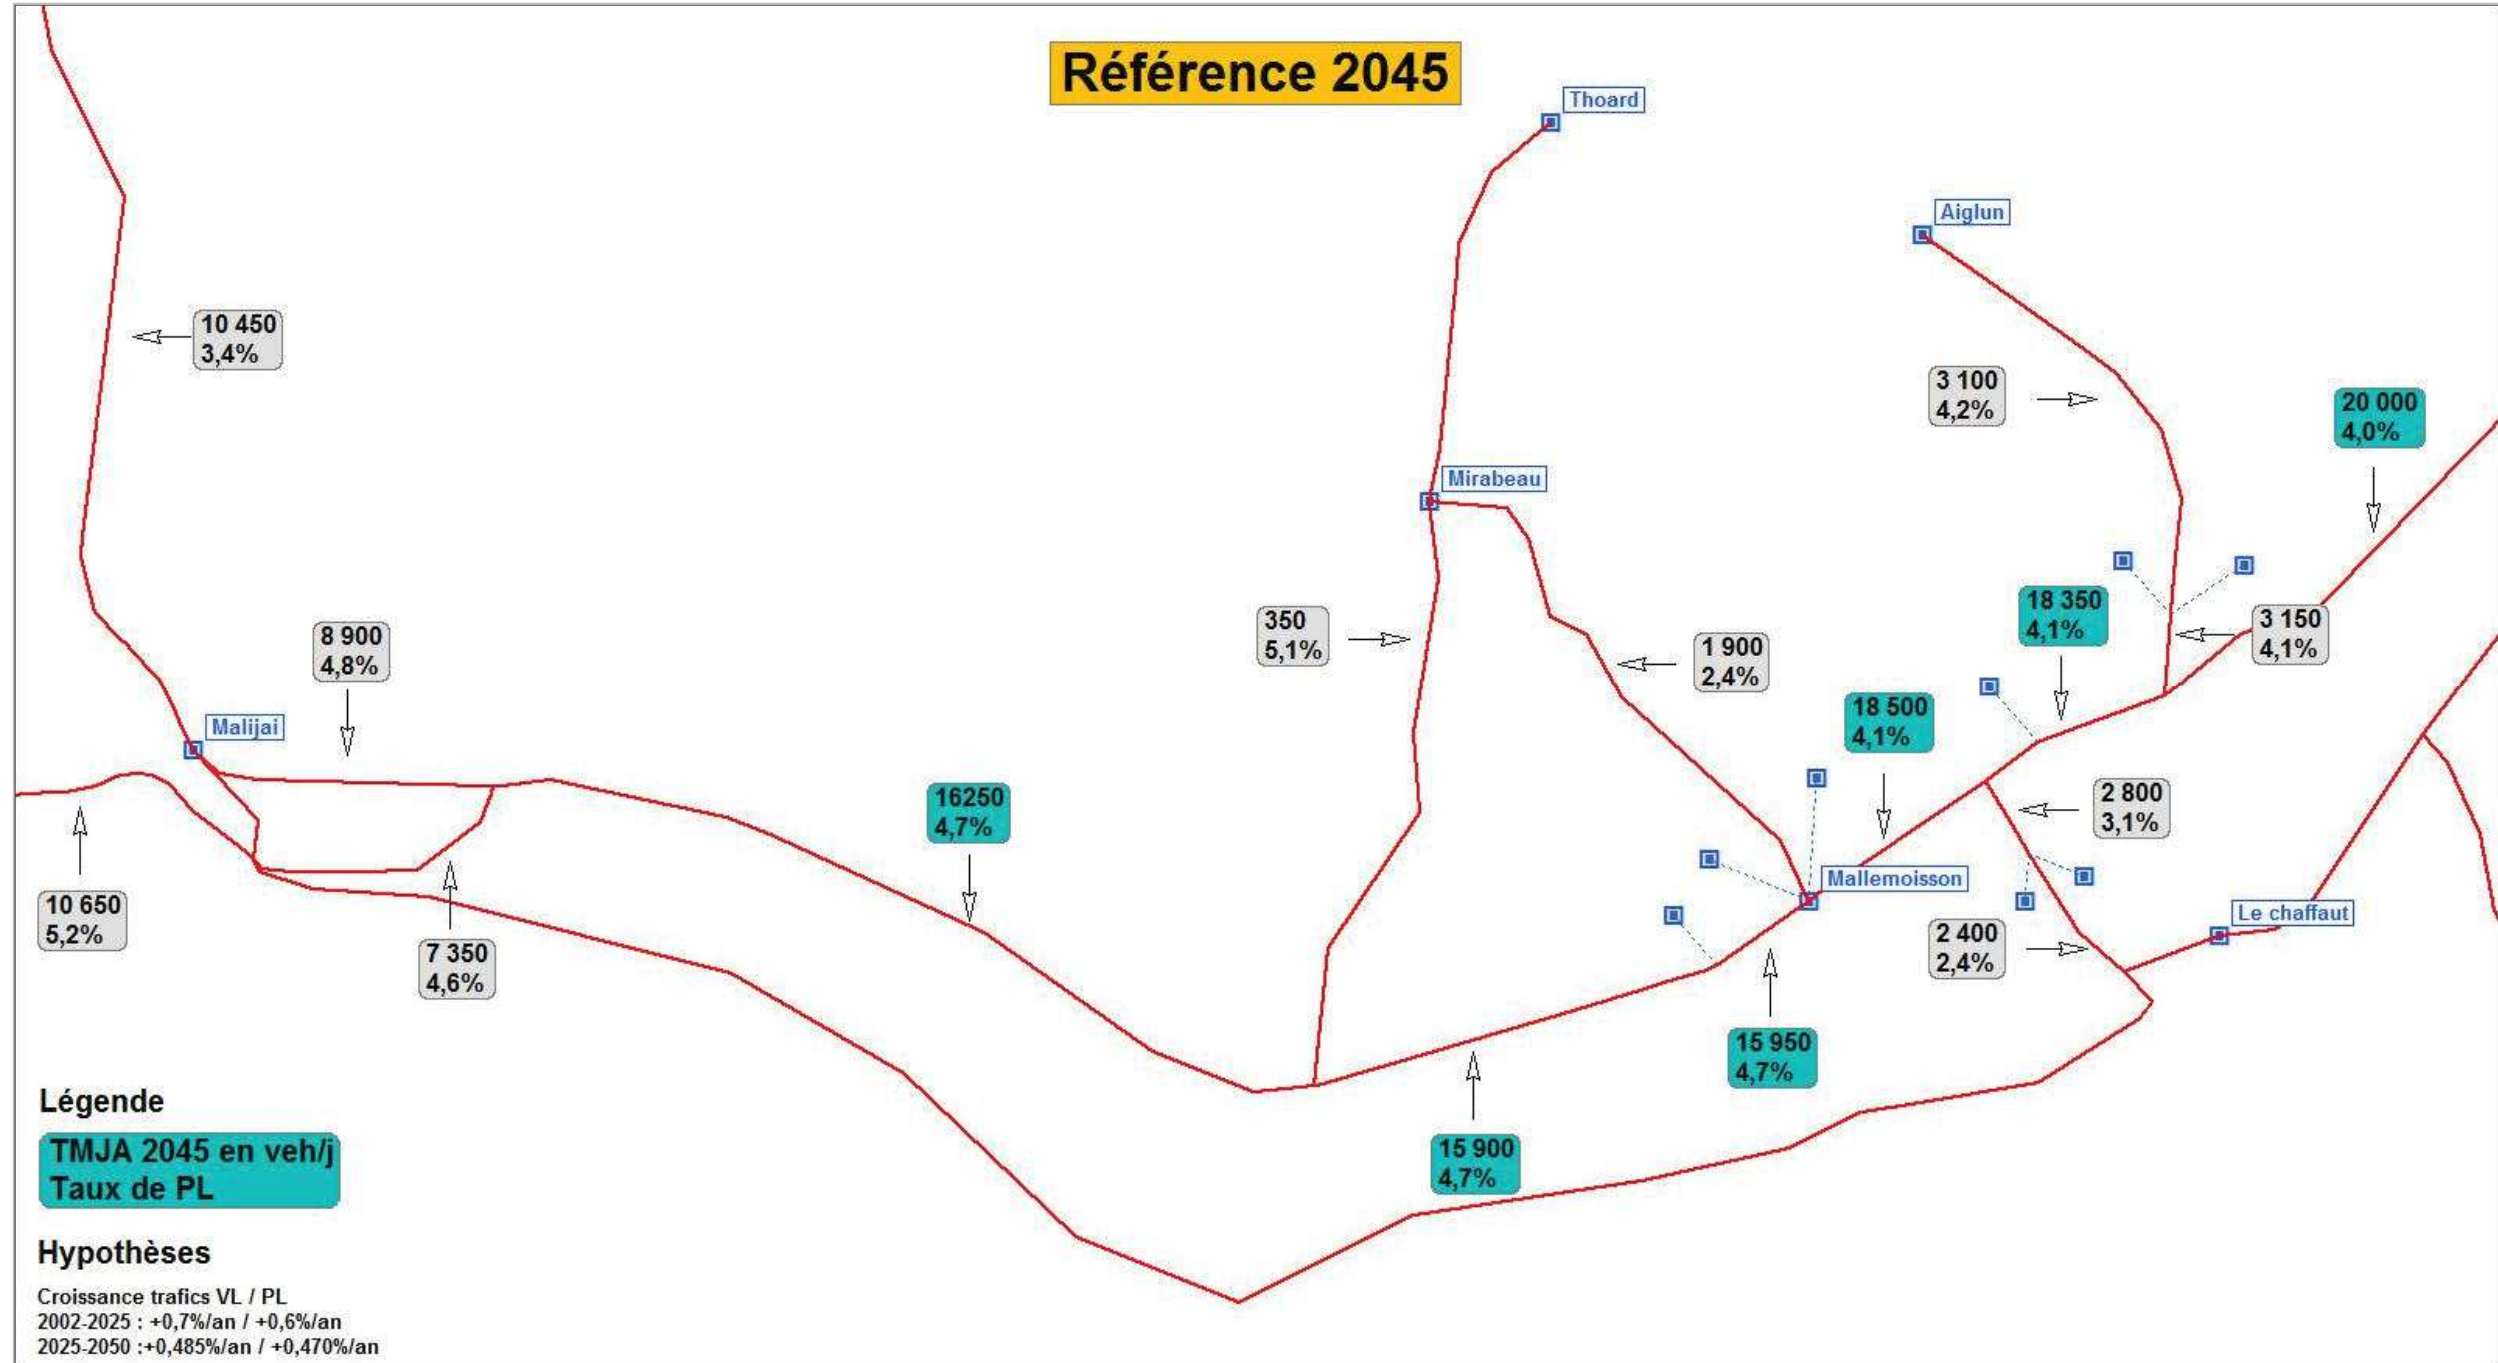 Référence 2045
Thoard
Aiglun
10 450
3,4%
3 100
4,2%
20 000
4,0%
Mirabeau
18 350
4,1%
3 150
4,1%
350
5,1%
8 900
4,8%
1 900
2,4%
18 500
4,1%
Malijai
16250
4,7%
2 800
3,1%
Mallemoisson
10 650
5,2%
Le chaffaut
7 350
4,6%
2 400
2,4%
15 950
4,7%
15 900
4,7%
Légende
TMJA 2045 en veh/j
Taux de PL
Hypothèses
Croissance trafics VL / PL
2002-2025 : +0,7%/an / +0,6%/an
2025-2050 :+0,485%/an / +0,470%/an